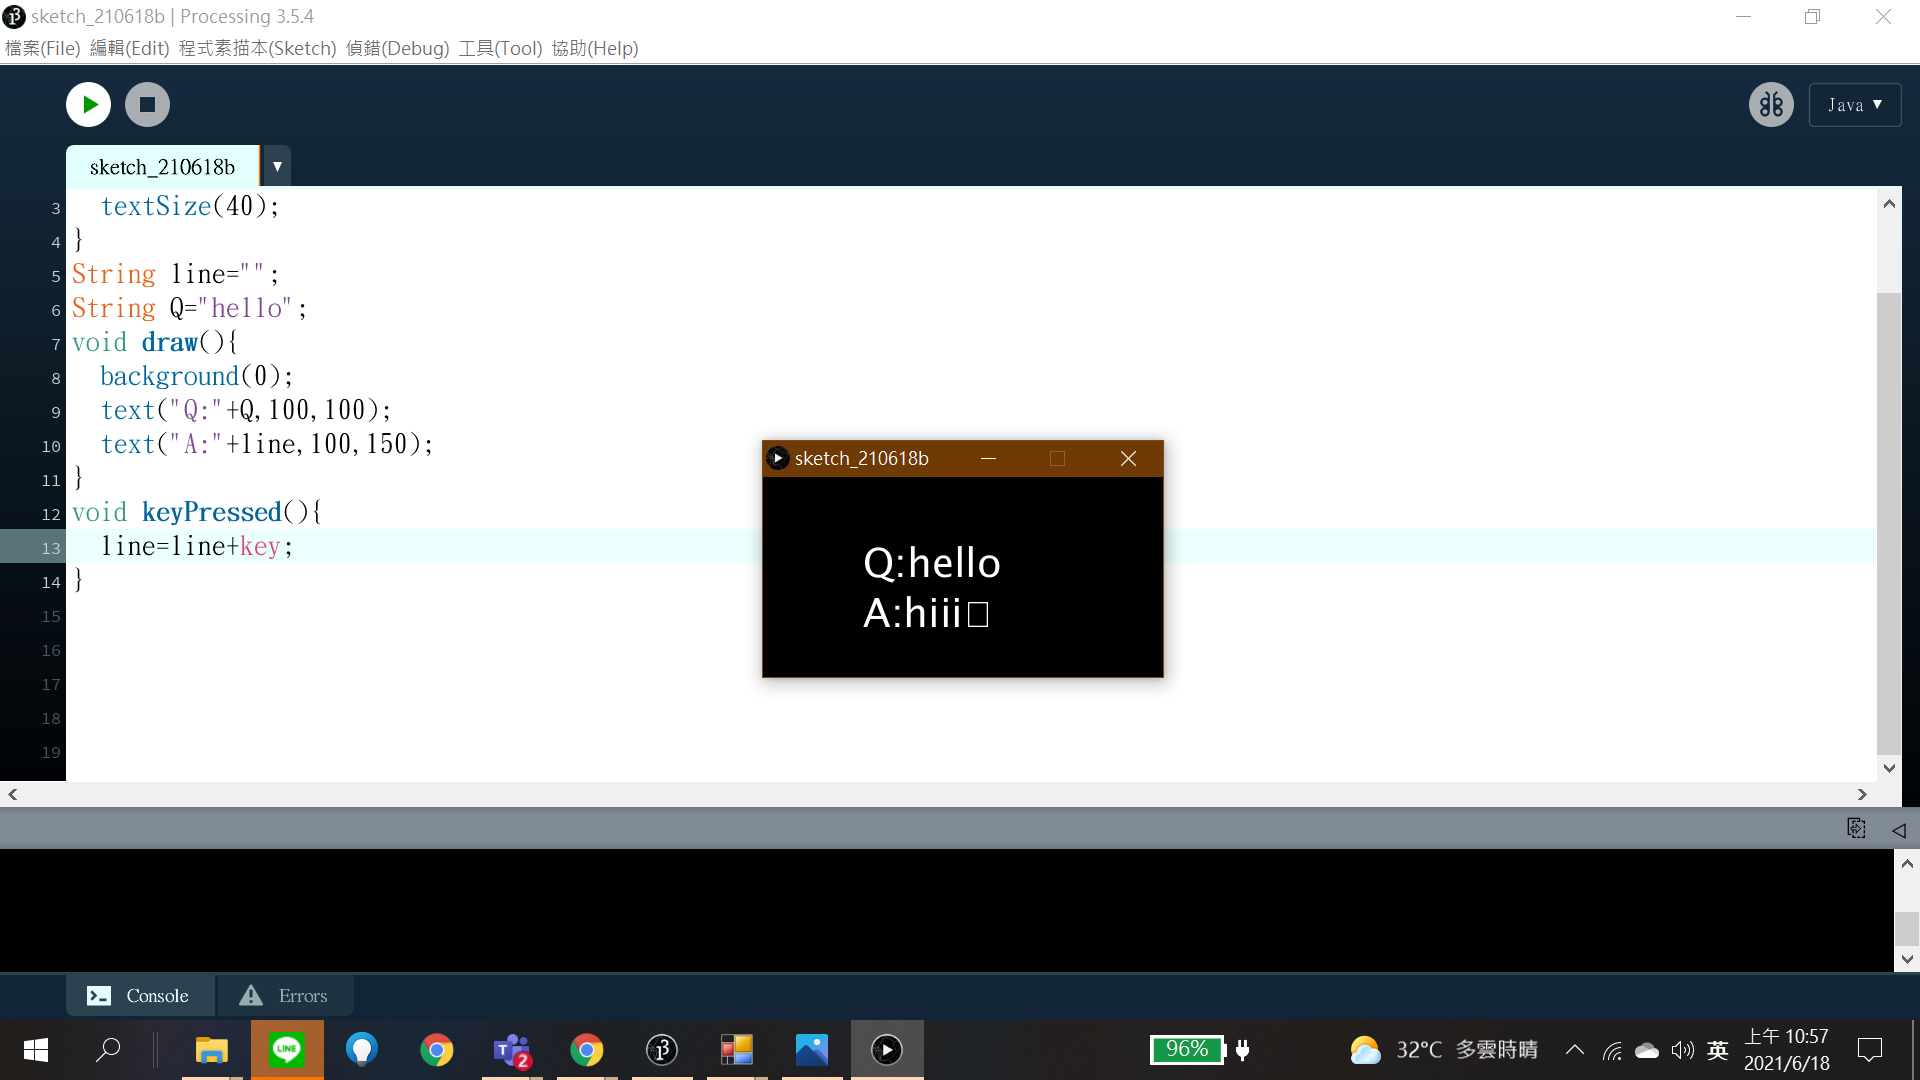 sketch_210618b | Processing 3.5.4
檔案(File) 編輯(Edit) 程式素描本(Sketch) 偵錯(Debug) 工具(Tool) 協助(Help)
Java ▼
sketch_210618b ▼
3 textSize(40);
4 }
5 String line="";
6 String Q="hello";
7 void draw(){
8 background(0);
9 text("Q:"+Q,100,100);
10 text("A:"+line,100,150);
11 }
12 void keyPressed(){
13 line=line+key;
14 }
15
16
17
18
19
sketch_210618b
Q:hello
A:hiii□
Console
Errors
LINE
T 2
96%
32°C 多雲時晴
英
上午 10:57
2021/6/18